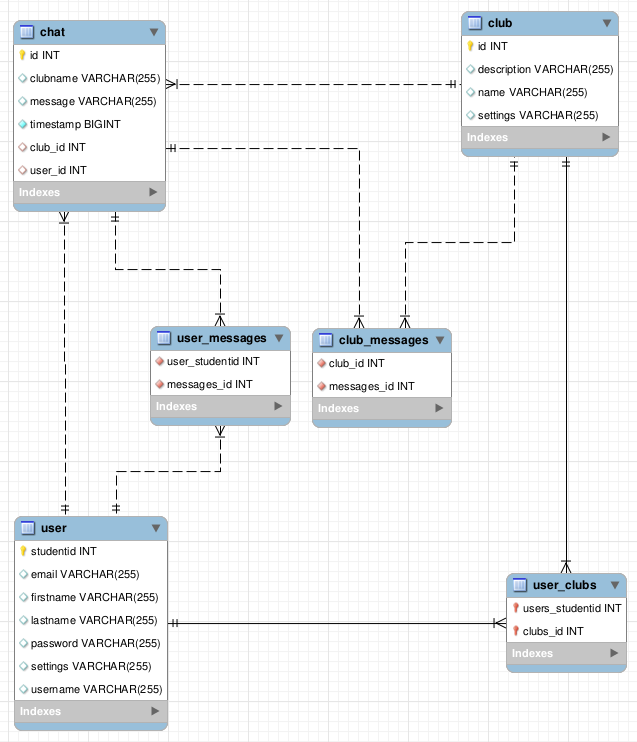 chat
id INT
clubname VARCHAR(255)
message VARCHAR(255)
timestamp BIGINT
club_id INT
user_id INT
Indexes
club
id INT
description VARCHAR(255)
name VARCHAR(255)
settings VARCHAR(255)
Indexes
user_messages
user_studentid INT
messages_id INT
Indexes
club_messages
club_id INT
messages_id INT
Indexes
user
studentid INT
email VARCHAR(255)
firstname VARCHAR(255)
lastname VARCHAR(255)
password VARCHAR(255)
settings VARCHAR(255)
username VARCHAR(255)
Indexes
user_clubs
users_studentid INT
clubs_id INT
Indexes